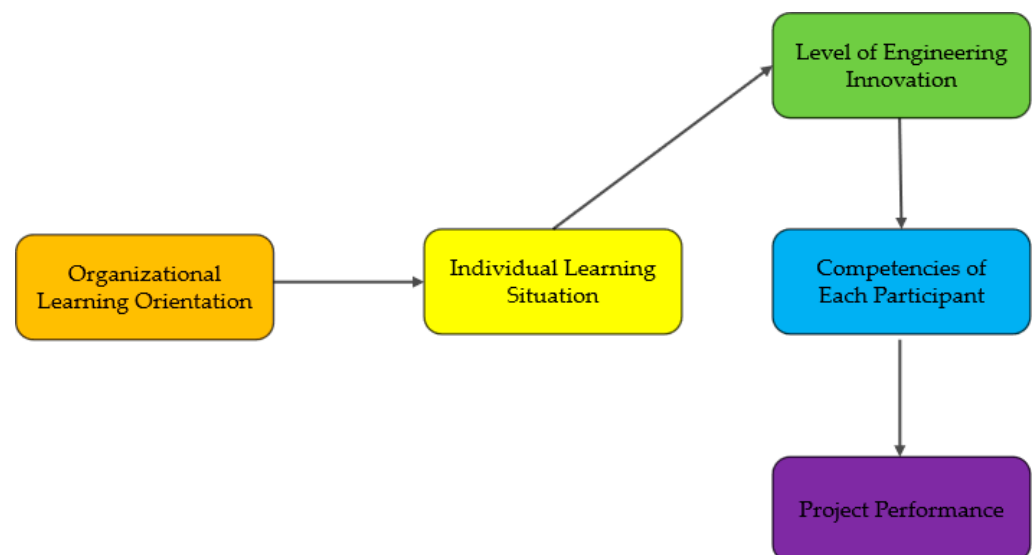 Level of Engineering
Innovation
Organizational
Learning Orientation
Individual Learning
Situation
Competencies of
Each Participant
Project Performance